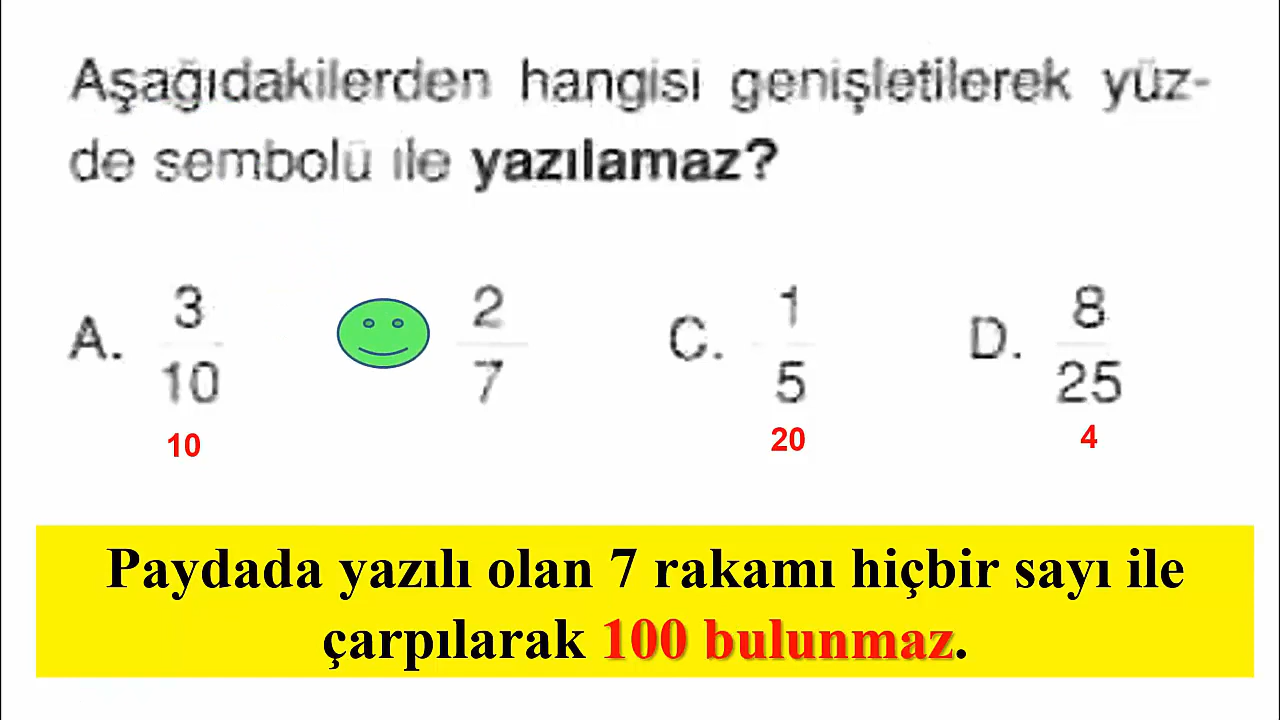 Aşağıdakilerden hangisi genişletilerek yüz-
de sembolü ile yazılamaz?
A. 3/10 2/7 C. 1/5 D. 8/25
10 20 4
Paydada yazılı olan 7 rakamı hiçbir sayı ile
çarpılarak 100 bulunmaz.